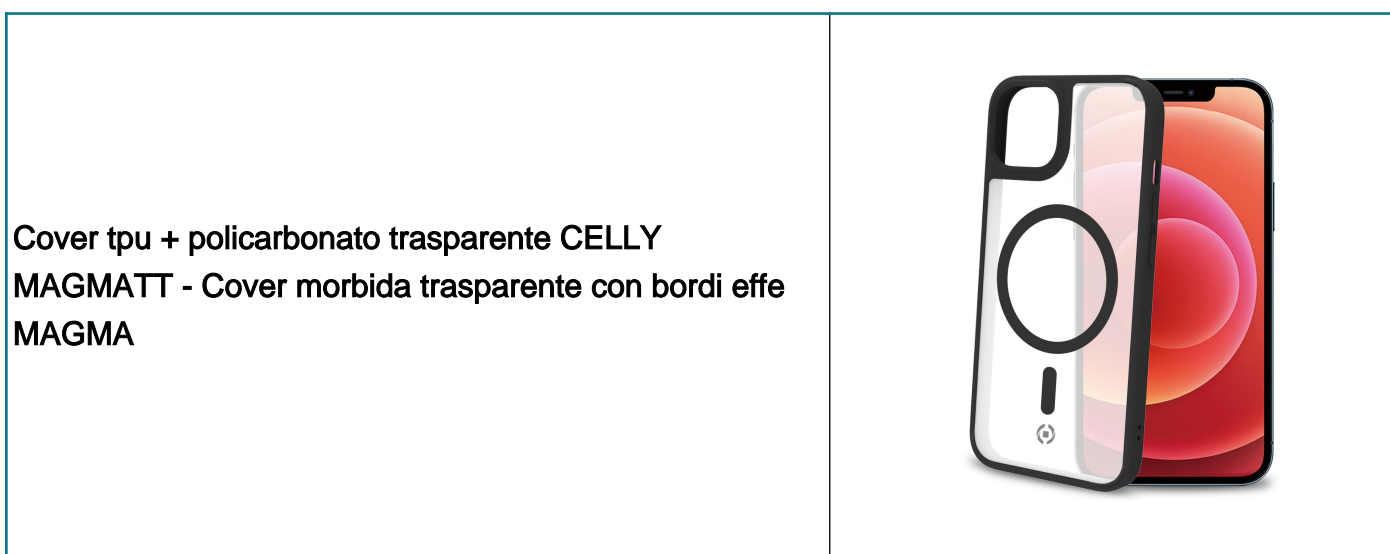 Cover tpu + policarbonato trasparente CELLY
MAGMATT - Cover morbida trasparente con bordi effe
MAGMA